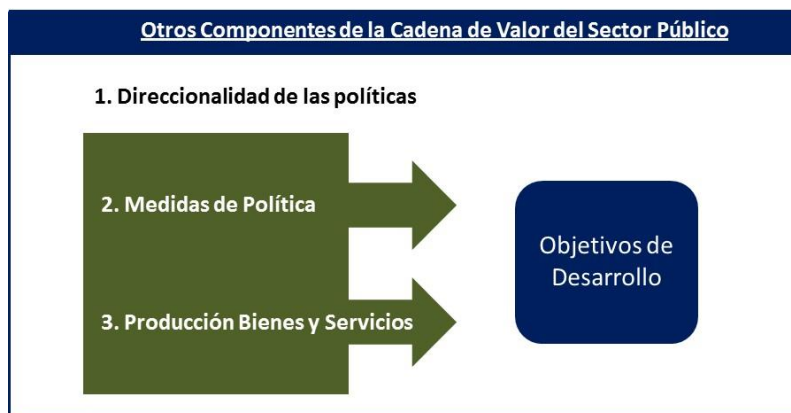 Otros Componentes de la Cadena de Valor del Sector Público
1. Direccionalidad de las políticas
2. Medidas de Política
3. Producción Bienes y Servicios
Objetivos de
Desarrollo